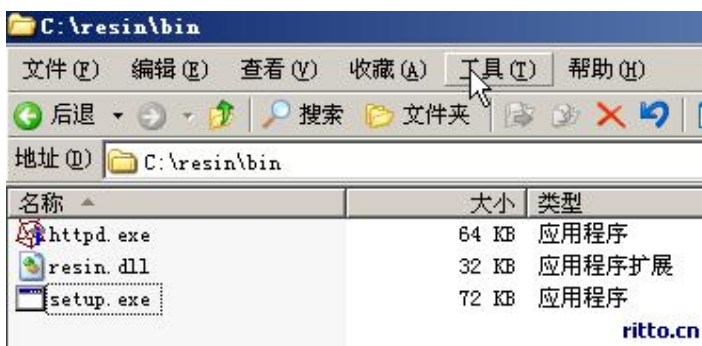 C:\resin\bin
文件(F) 编辑(E) 查看(V) 收藏(A) 工具(T) 帮助(H)
后退 搜索 文件夹
地址(D) C:\resin\bin
名称 大小 类型
httpd.exe 64 KB 应用程序
resin.dll 32 KB 应用程序扩展
setup.exe 72 KB 应用程序
ritto.cn